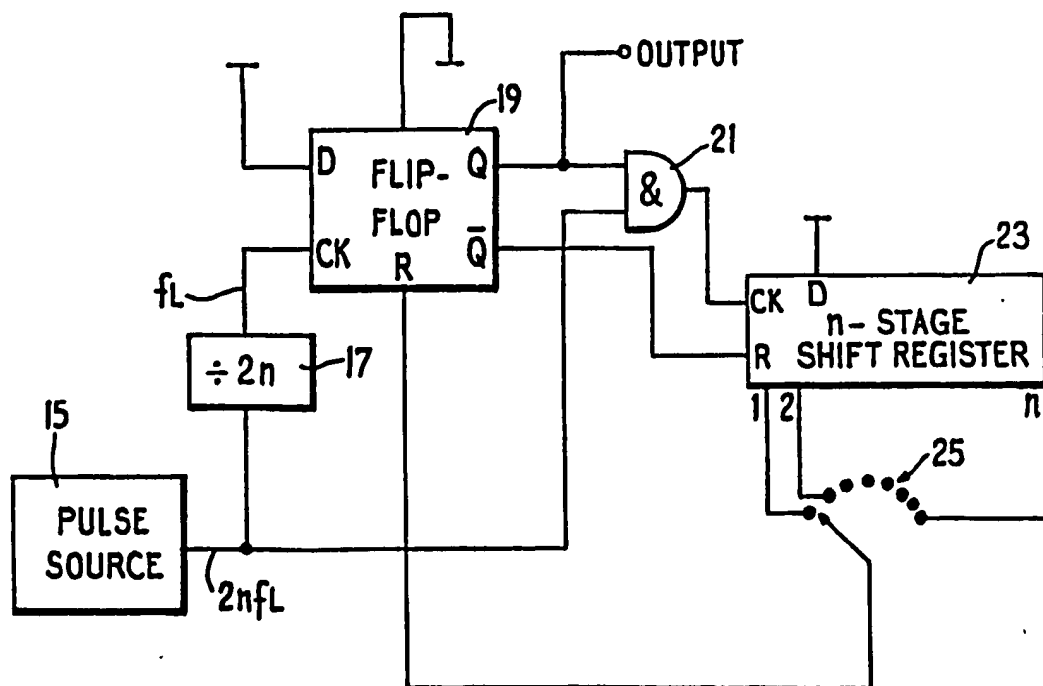 OUTPUT
19
D
FLIP-
FLOP
Q
CK
R
Q̄
21
&
fL
÷ 2n
17
15
PULSE
SOURCE
2nfL
23
CK
D
n- STAGE
SHIFT REGISTER
R
1
2
n
25